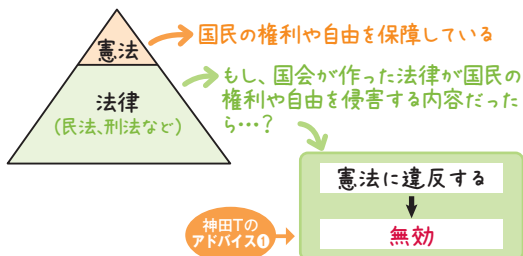 憲法
国民の権利や自由を保障している
法律
(民法、刑法など)
もし、国会が作った法律が国民の
権利や自由を侵害する内容だった
ら…?
憲法に違反する
無効
神田Tの
アドバイス❶